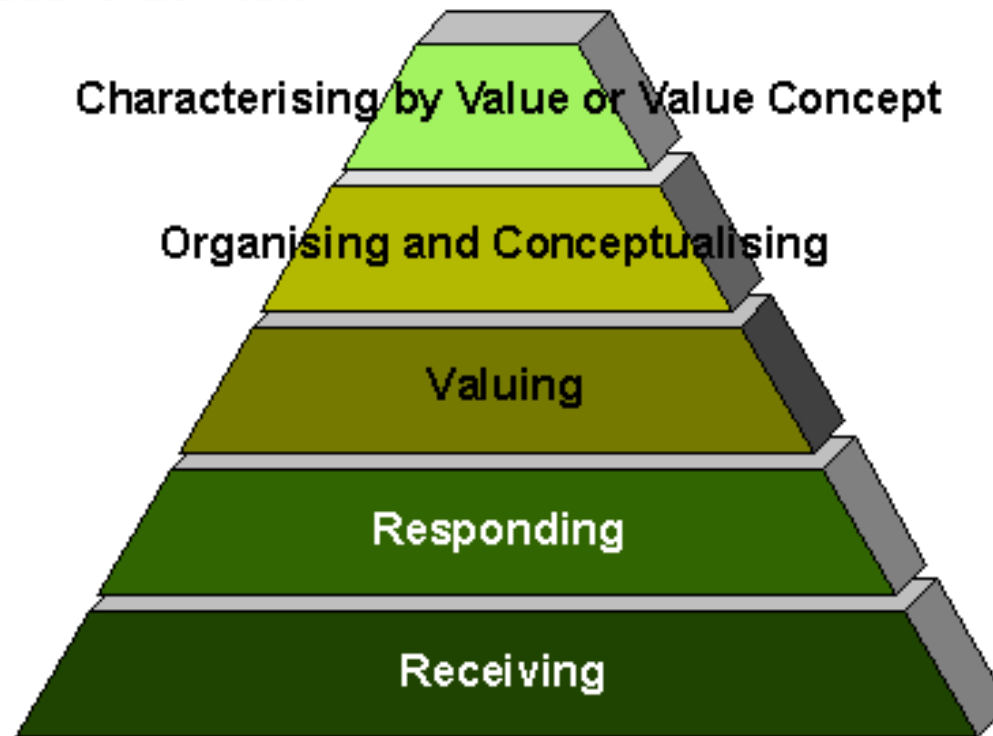 Characterising by Value or Value Concept
Organising and Conceptualising
Valuing
Responding
Receiving